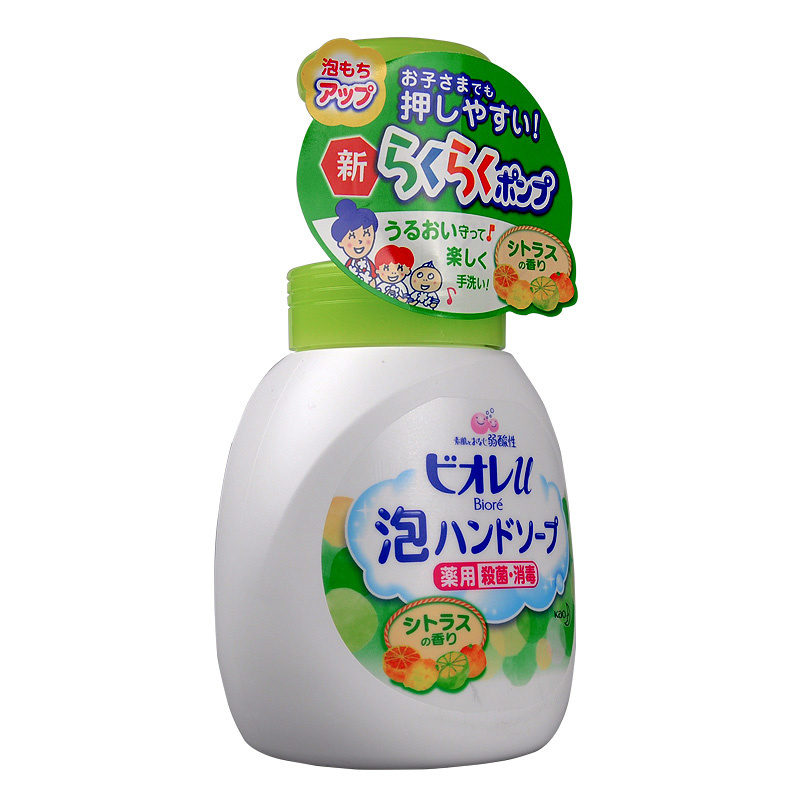 泡もち
アップ
お子さまでも
押しやすい!
新
らくらくポンプ
うるおい守って♪
楽しく
手洗い!
シトラス
の香り
素肌とおなじ弱酸性
ビオレu
Bioré
泡ハンドソープ
薬用 殺菌・消毒
シトラス
の香り
Kao